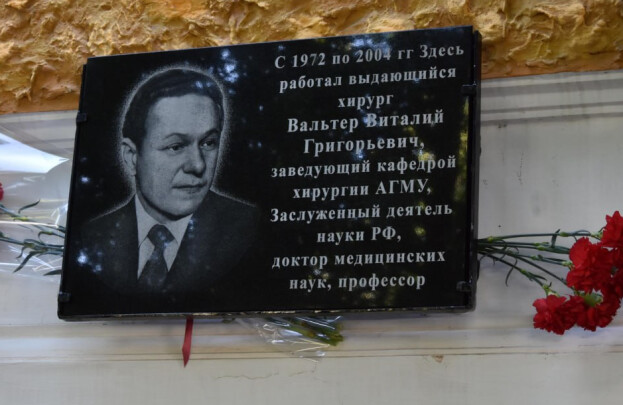 С 1972 по 2004 гг Здесь
работал выдающийся
хирург
Вальтер Виталий
Григорьевич,
заведующий кафедрой
хирургии АГМУ,
Заслуженный деятель
науки РФ,
доктор медицинских
наук, профессор